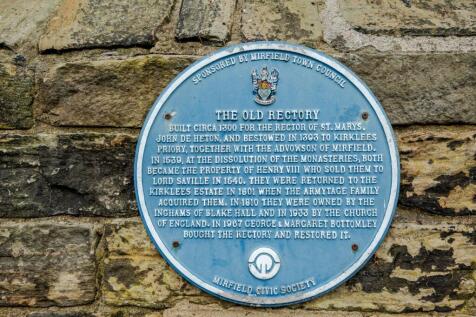 SPONSORED BY MIRFIELD TOWN COUNCIL
THE OLD RECTORY
BUILT CIRCA 1300 FOR THE RECTOR OF ST. MARYS,
JOHN DE HETON, AND BESTOWED IN 1393 TO KIRKLEES
PRIORY, TOGETHER WITH THE ADVOWSON OF MIRFIELD.
IN 1539, AT THE DISSOLUTION OF THE MONASTERIES, BOTH
BECAME THE PROPERTY OF HENRY VIII WHO SOLD THEM TO
LORD SAVILLE IN 1540. THEY WERE RETURNED TO THE
KIRKLEES ESTATE IN 1601 WHEN THE ARMYTAGE FAMILY
ACQUIRED THEM. IN 1810 THEY WERE OWNED BY THE
INGHAMS OF BLAKE HALL AND IN 1933 BY THE CHURCH
OF ENGLAND. IN 1967 GEORGE & MARGARET BOTTOMLEY
BOUGHT THE RECTORY AND RESTORED IT.
MIRFIELD CIVIC SOCIETY